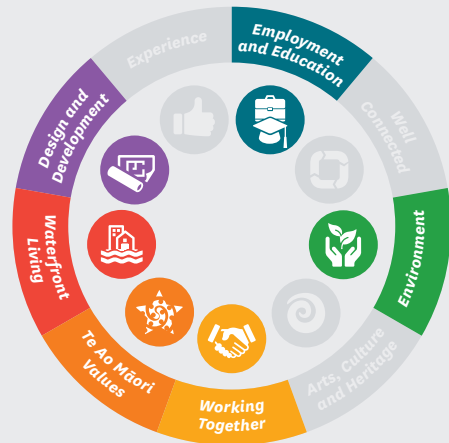 Employment
and Education
Well
Connected
Environment
Arts, Culture
and Heritage
Working
Together
Te Ao Māori
Values
Waterfront
Living
Design and
Development
Experience